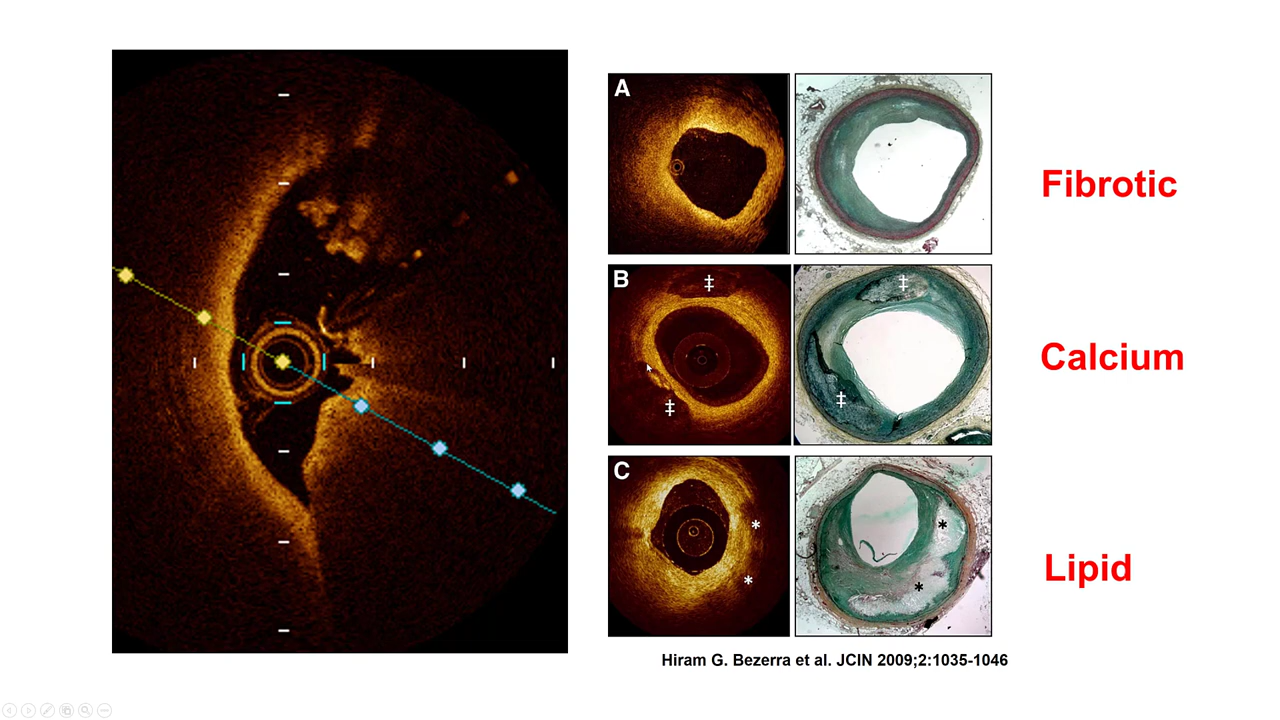 A
Fibrotic
B
‡
‡
‡
‡
Calcium
C
*
*
*
*
Lipid
Hiram G. Bezerra et al. JCIN 2009;2:1035-1046